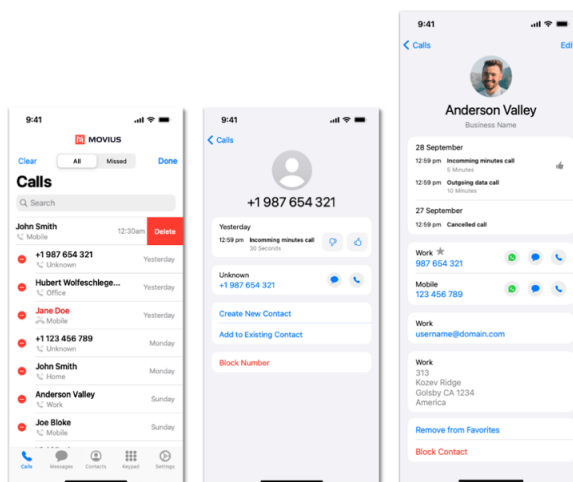 9:41
MOVIUS
Clear
All
Missed
Done
Calls
Search
John Smith
Mobile
12:30am
Delete
+1 987 654 321
Unknown
Yesterday
Hubert Wolfeschlege...
Office
Yesterday
Jane Doe
Mobile
Yesterday
+1 123 456 789
Unknown
Monday
John Smith
Home
Monday
Anderson Valley
Work
Sunday
Joe Bloke
Mobile
Sunday
Calls
Messages
Contacts
Keypad
Settings
9:41
Calls
+1 987 654 321
Yesterday
12:59 pm Incomming minutes call
30 Seconds
Unknown
+1 987 654 321
Create New Contact
Add to Existing Contact
Block Number
9:41
Calls
Edi
Anderson Valley
Business Name
28 September
12:59 pm Incomming minutes call
5 Minutes
12:59 pm Outgoing data call
10 Minutes
27 September
12:59 pm Cancelled call
Work
987 654 321
Mobile
123 456 789
Work
username@domain.com
Work
313
Kozev Ridge
Golsby CA 1234
America
Remove from Favorites
Block Contact